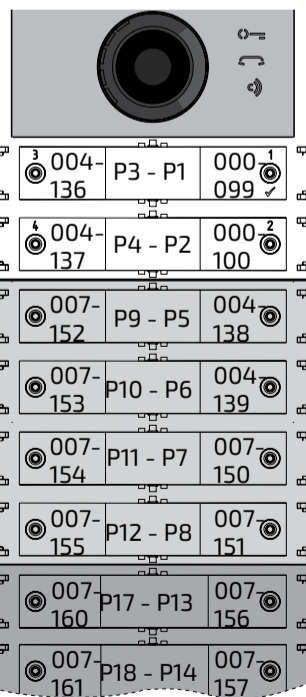 3 004- P3 - P1 000- 1
136 099 ✓
4 004- P4 - P2 000- 2
137 100
007- P9 - P5 004-
152 138
007- P10 - P6 004-
153 139
007- P11 - P7 007-
154 150
007- P12 - P8 007-
155 151
007- P17 - P13 007-
160 156
007- P18 - P14 007-
161 157